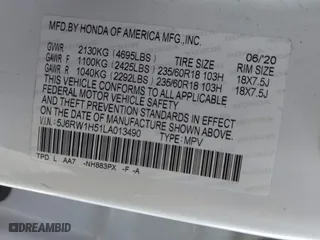 MFD.BY HONDA OF AMERICA MFG.,INC.
06/20
GVWR 2130KG (4695LBS) TIRE SIZE RIM SIZE
GAWR F 1100KG (2425LBS) 235/60R18 103H 18X7.5J
GAWR R 1040KG (2292LBS) 235/60R18 103H 18X7.5J
THIS VEHICLE CONFORMS TO ALL APPLICABLE
FEDERAL MOTOR VEHICLE SAFETY AND THEFT
PREVENTION STANDARDS IN EFFECT ON THE DATE
OF MANUFACTURE SHOWN ABOVE.
V.I.N.: 5J6RW1H51LA013490 TYPE: MPV
TPD L AA7 -NH883PX -F -A